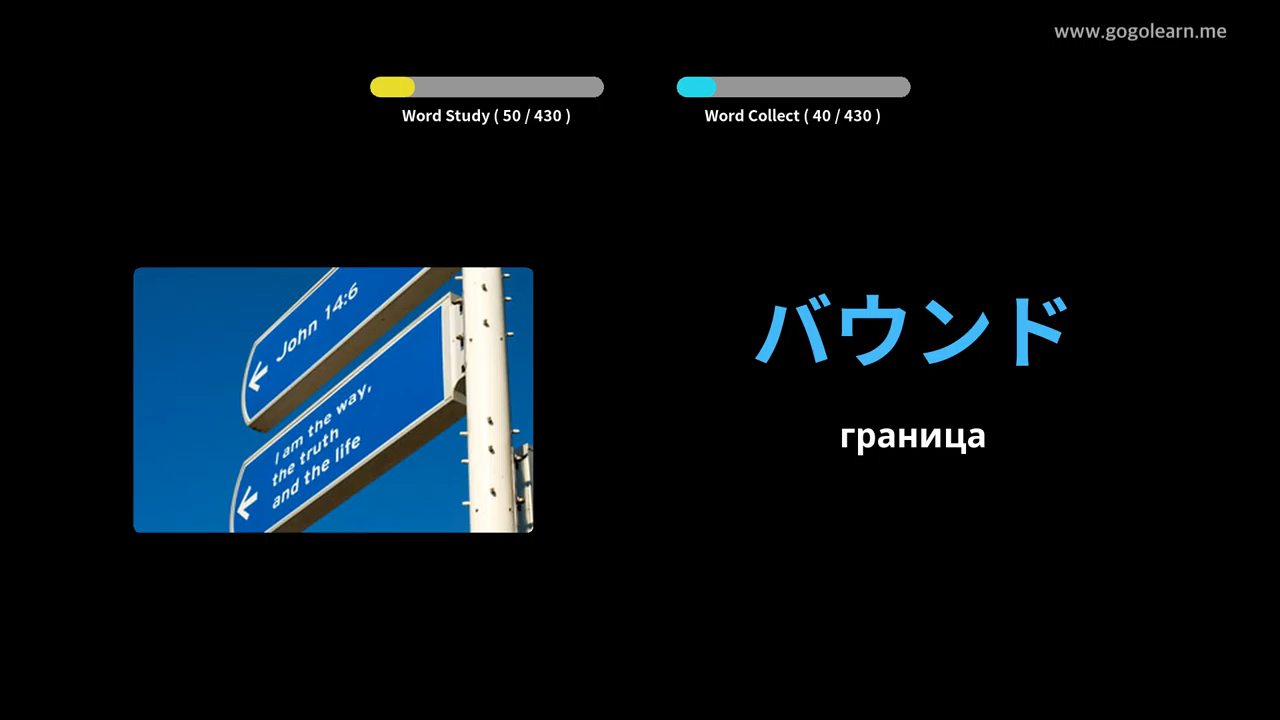 www.gogolearn.me
Word Study ( 50 / 430 )
Word Collect ( 40 / 430 )
John 14:6
I am the way,
the truth
and the life
バウンド
граница